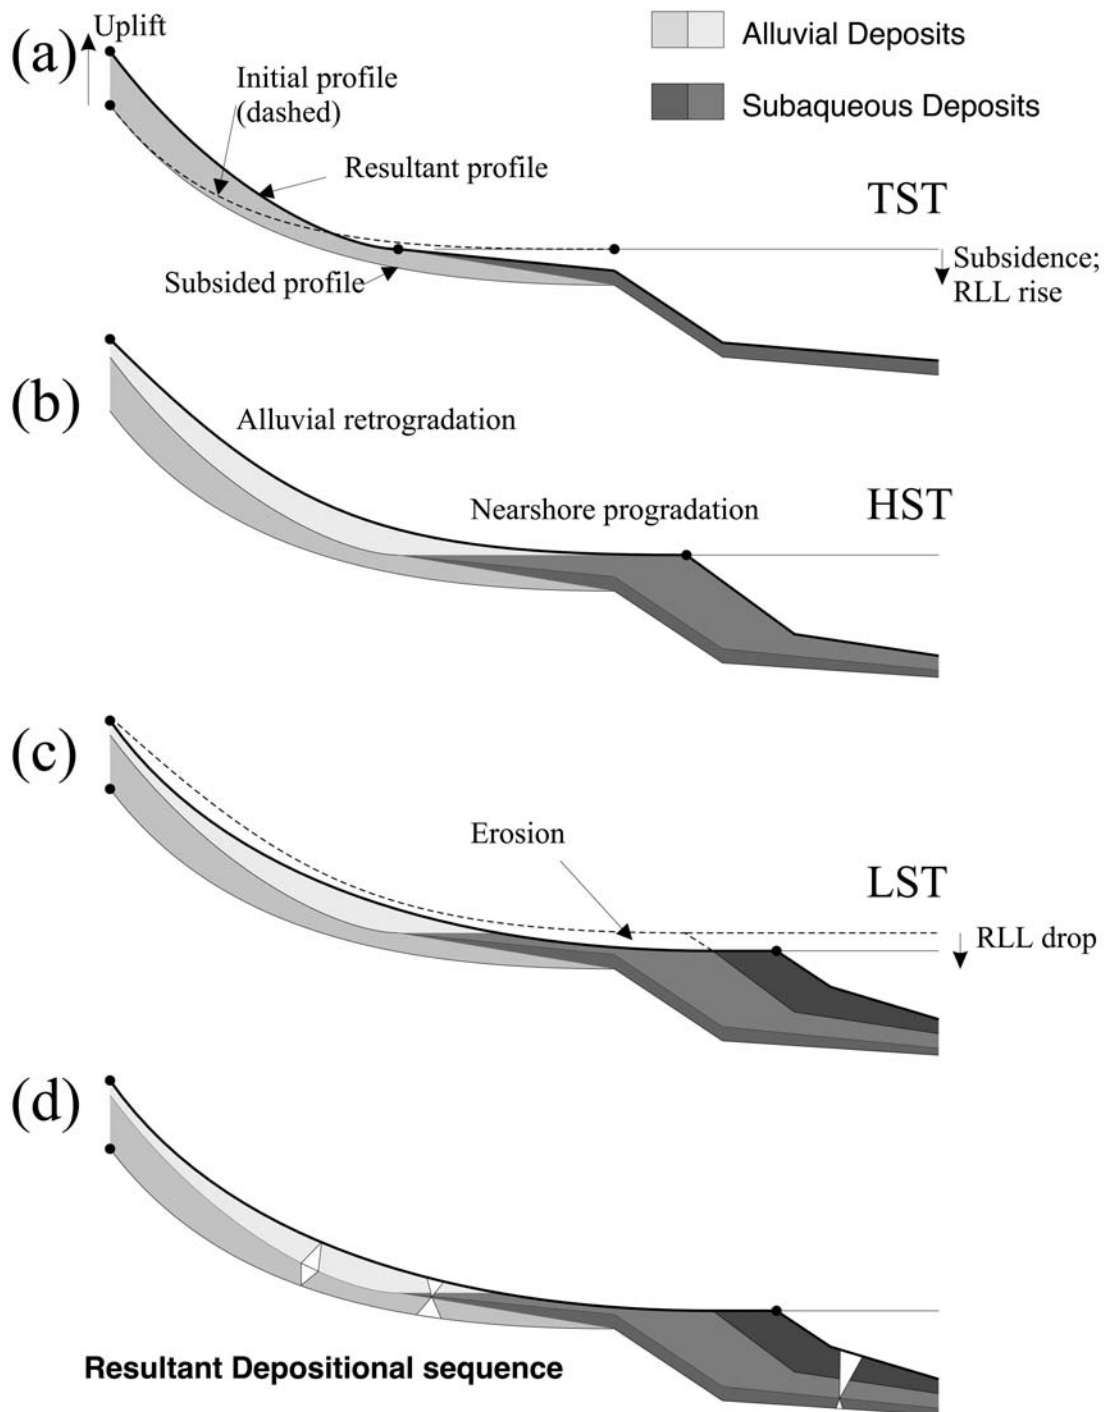 (a)
Uplift
Initial profile
(dashed)
Resultant profile
Subsided profile
Alluvial Deposits
Subaqueous Deposits
TST
Subsidence;
RLL rise
(b)
Alluvial retrogradation
Nearshore progradation
HST
(c)
Erosion
LST
RLL drop
(d)
Resultant Depositional sequence